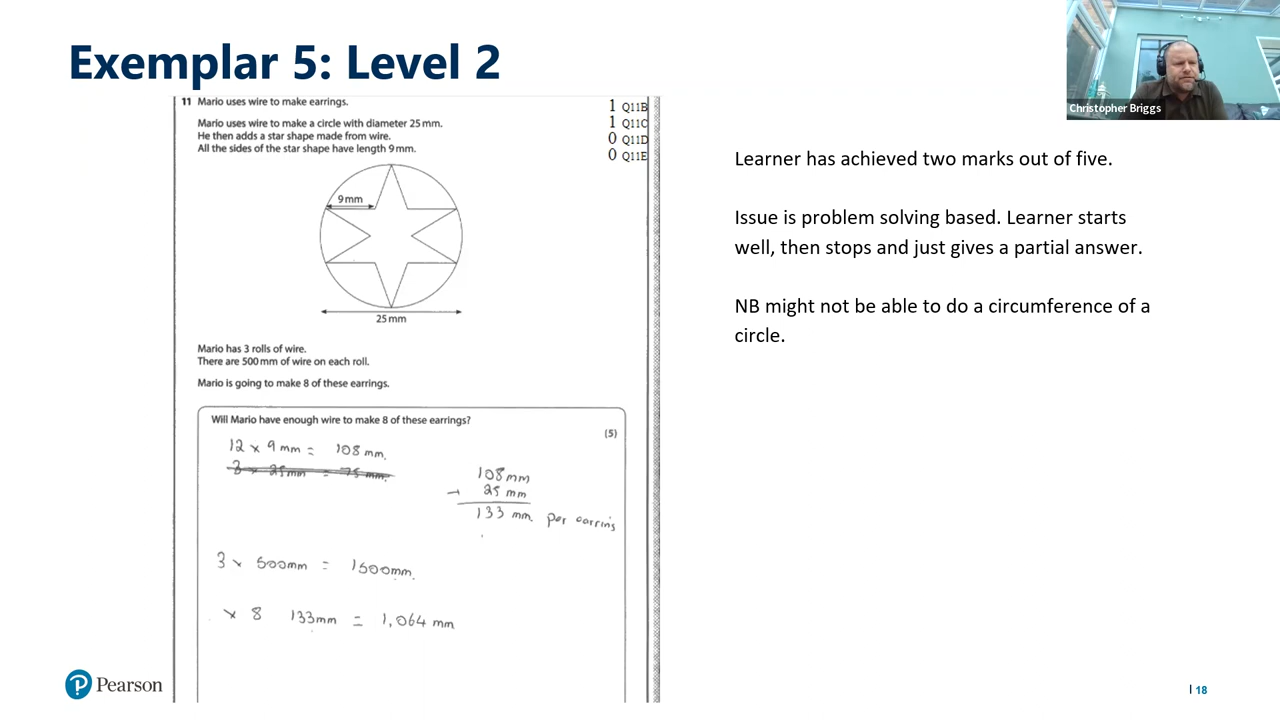 Exemplar 5: Level 2
Christopher Briggs
11 Mario uses wire to make earrings.
Mario uses wire to make a circle with diameter 25 mm.
He then adds a star shape made from wire.
All the sides of the star shape have length 9 mm.
1 Q11B
1 Q11C
0 Q11D
0 Q11E
9 mm
25 mm
Mario has 3 rolls of wire.
There are 500 mm of wire on each roll.
Mario is going to make 8 of these earrings.
Will Mario have enough wire to make 8 of these earrings?
(5)
12 × 9 mm = 108 mm.
3 × 25 mm = 75 mm.
108 mm
+ 25 mm
133 mm per earring
3 × 500mm = 1500mm.
× 8 133mm = 1,064 mm
Learner has achieved two marks out of five.
Issue is problem solving based. Learner starts
well, then stops and just gives a partial answer.
NB might not be able to do a circumference of a
circle.
Pearson
18